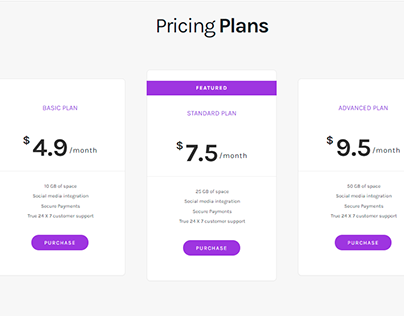 Pricing Plans
BASIC PLAN
$4.9/month
10 GB of space
Social media integration
Secure Payments
True 24 X 7 customer support
PURCHASE
FEATURED
STANDARD PLAN
$7.5/month
25 GB of space
Social media integration
Secure Payments
True 24 X 7 customer support
PURCHASE
ADVANCED PLAN
$9.5/month
50 GB of space
Social media integration
Secure Payments
True 24 X 7 customer support
PURCHASE